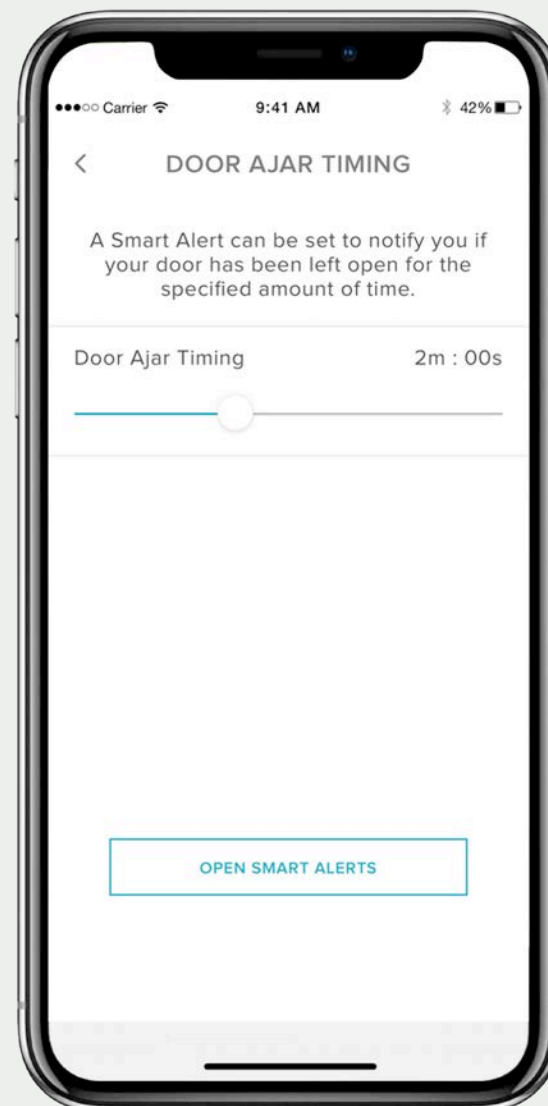 ●●●○○ Carrier 9:41 AM 42%
DOOR AJAR TIMING
A Smart Alert can be set to notify you if
your door has been left open for the
specified amount of time.
Door Ajar Timing 2m : 00s
OPEN SMART ALERTS